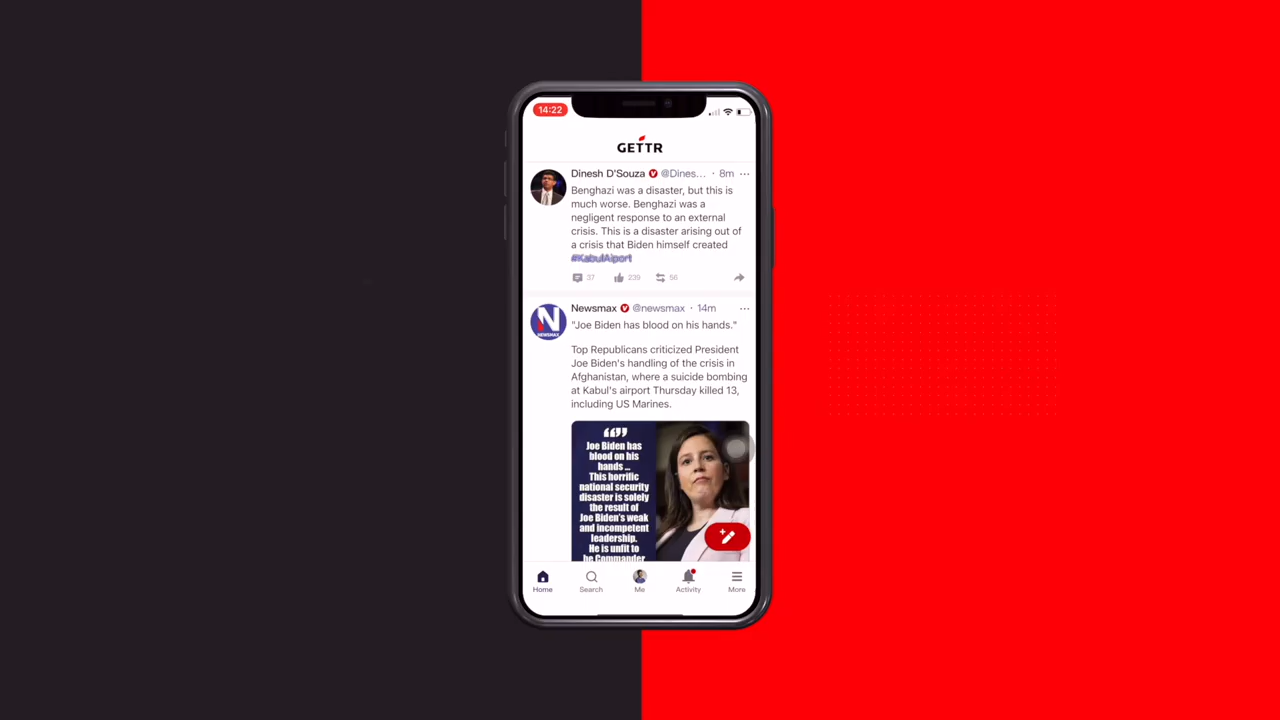 14:22
GETTR
Dinesh D'Souza @Dines... · 8m ...
Benghazi was a disaster, but this is
much worse. Benghazi was a
negligent response to an external
crisis. This is a disaster arising out of
a crisis that Biden himself created
#KabulAiport
37 239 56
Newsmax @newsmax · 14m ...
"Joe Biden has blood on his hands."
Top Republicans criticized President
Joe Biden's handling of the crisis in
Afghanistan, where a suicide bombing
at Kabul's airport Thursday killed 13,
including US Marines.
N
NEWSMAX
Joe Biden has
blood on his
hands ...
This horrific
national security
disaster is solely
the result of
Joe Biden's weak
and incompetent
leadership.
He is unfit to
be Commander
Home Search Me Activity More